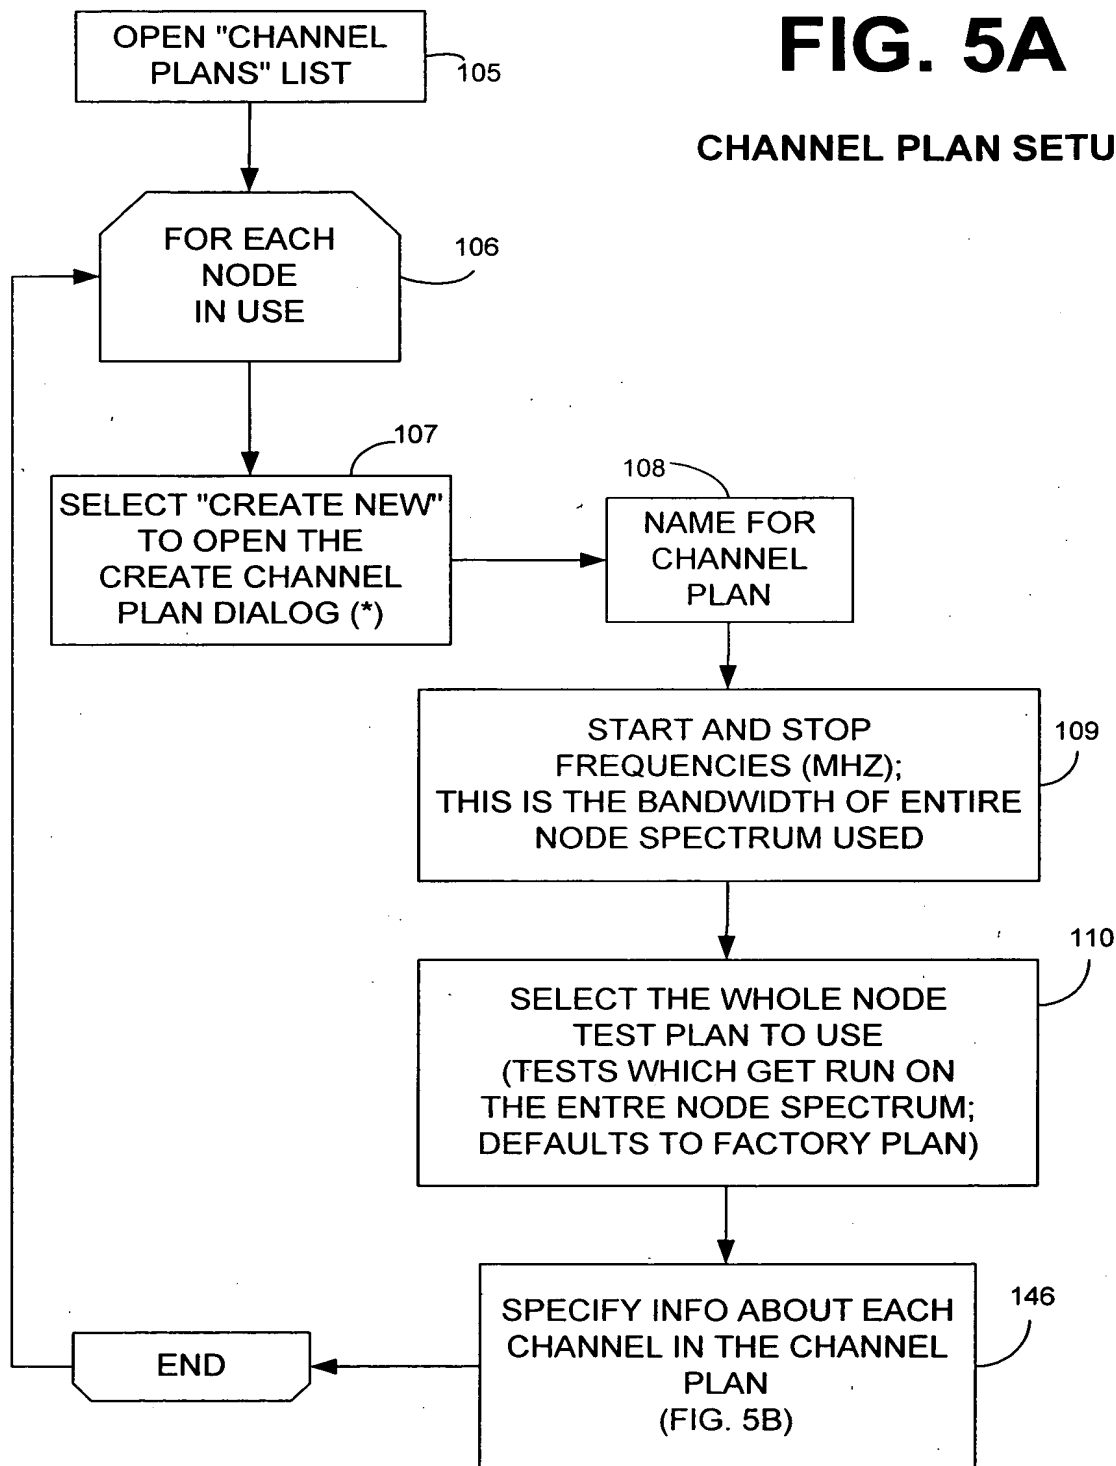 FIG. 5A
CHANNEL PLAN SETU
OPEN "CHANNEL
PLANS" LIST
105
FOR EACH
NODE
IN USE
106
107
SELECT "CREATE NEW"
TO OPEN THE
CREATE CHANNEL
PLAN DIALOG (*)
108
NAME FOR
CHANNEL
PLAN
START AND STOP
FREQUENCIES (MHZ);
THIS IS THE BANDWIDTH OF ENTIRE
NODE SPECTRUM USED
109
SELECT THE WHOLE NODE
TEST PLAN TO USE
(TESTS WHICH GET RUN ON
THE ENTRE NODE SPECTRUM;
DEFAULTS TO FACTORY PLAN)
110
SPECIFY INFO ABOUT EACH
CHANNEL IN THE CHANNEL
PLAN
(FIG. 5B)
146
END